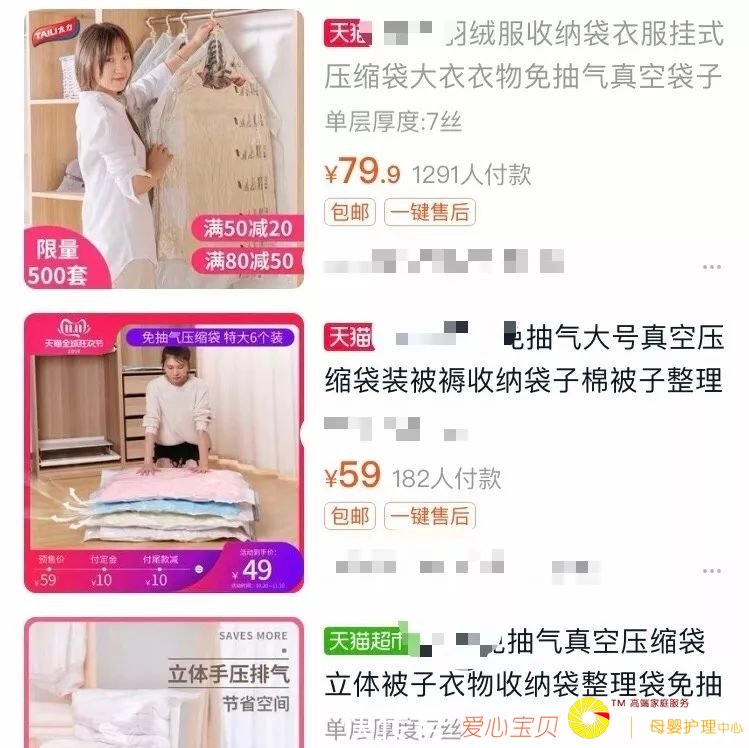 TAILI太力
限量
500套
满50减20
满80减50
天猫
羽绒服收纳袋衣服挂式
压缩袋大衣衣物免抽气真空袋子
单层厚度:7丝
¥79.9 1291人付款
包邮 一键售后
11.11
天猫全球狂欢节
2019
免抽气压缩袋 特大6个装
预售价 付定金 付尾款减
¥59 ¥10 ¥10
活动到手价:
¥49
天猫
免抽气大号真空压
缩袋装被褥收纳袋子棉被子整理
¥59 182人付款
包邮 一键售后
SAVES MORE
立体手压排气
节省空间
天猫超市
免抽气真空压缩袋
立体被子衣物收纳袋整理袋免抽
单层厚度:7丝
爱心宝贝
TM 高端家庭服务
母婴护理中心